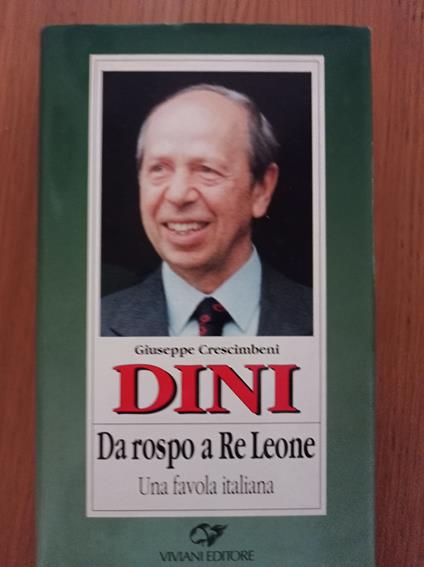 Giuseppe Crescimbeni
DINI
Da rospo a Re Leone
Una favola italiana
VIVIANI EDITORE